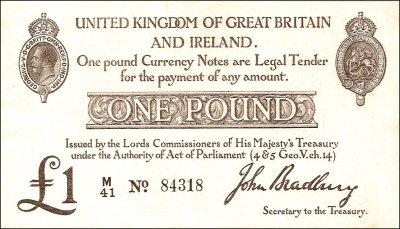 UNITED KINGDOM OF GREAT BRITAIN
AND IRELAND.
One pound Currency Notes are Legal Tender
for the payment of any amount.
ONE POUND
Issued by the Lords Commissioners of His Majesty's Treasury
under the Authority of Act of Parliament (4 & 5 Geo.V. ch.14)
£1 M/41 No 84318 John Bradbury
Secretary to the Treasury.